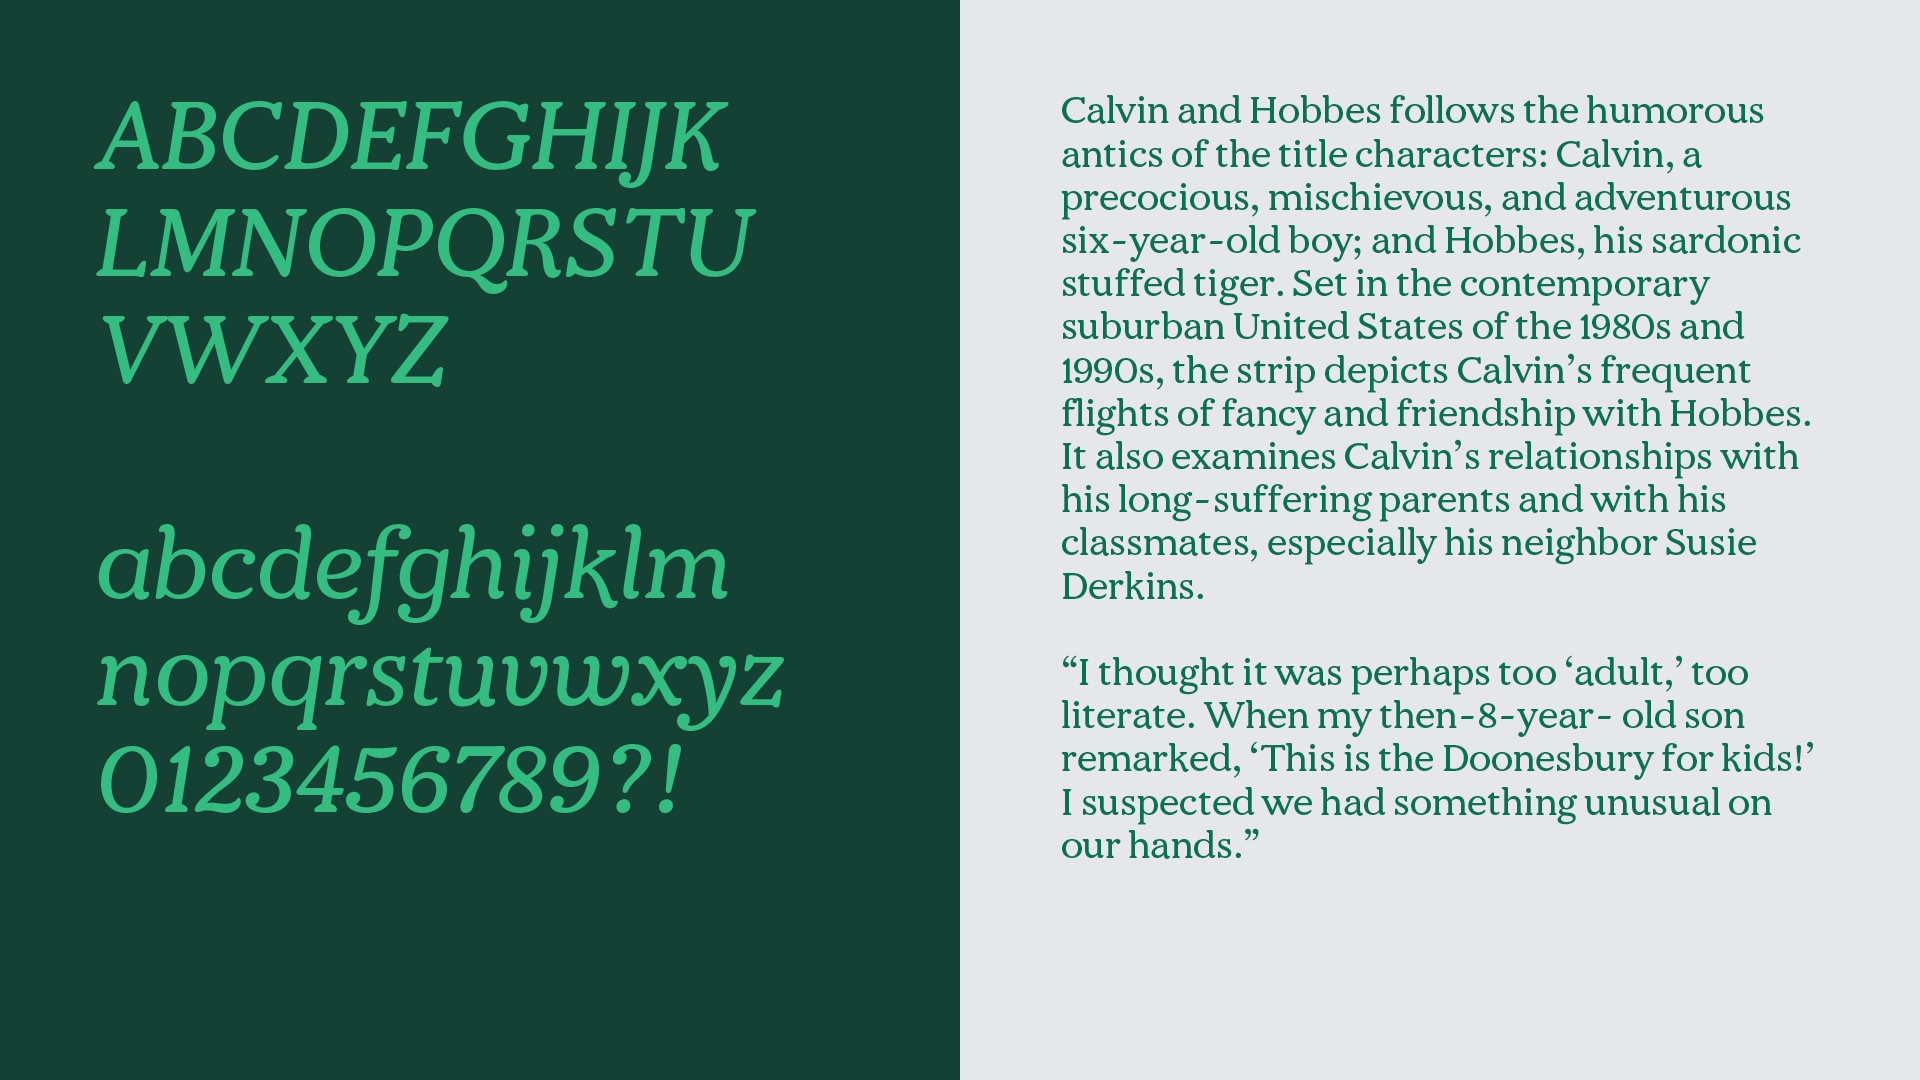 ABCDEFGHIJK
LMNOPQRSTU
VWXYZ
abcdefghijklm
nopqrstuvwxyz
0123456789?!
Calvin and Hobbes follows the humorous
antics of the title characters: Calvin, a
precocious, mischievous, and adventurous
six-year-old boy; and Hobbes, his sardonic
stuffed tiger. Set in the contemporary
suburban United States of the 1980s and
1990s, the strip depicts Calvin’s frequent
flights of fancy and friendship with Hobbes.
It also examines Calvin’s relationships with
his long-suffering parents and with his
classmates, especially his neighbor Susie
Derkins.
“I thought it was perhaps too ‘adult,’ too
literate. When my then-8-year- old son
remarked, ‘This is the Doonesbury for kids!’
I suspected we had something unusual on
our hands.”